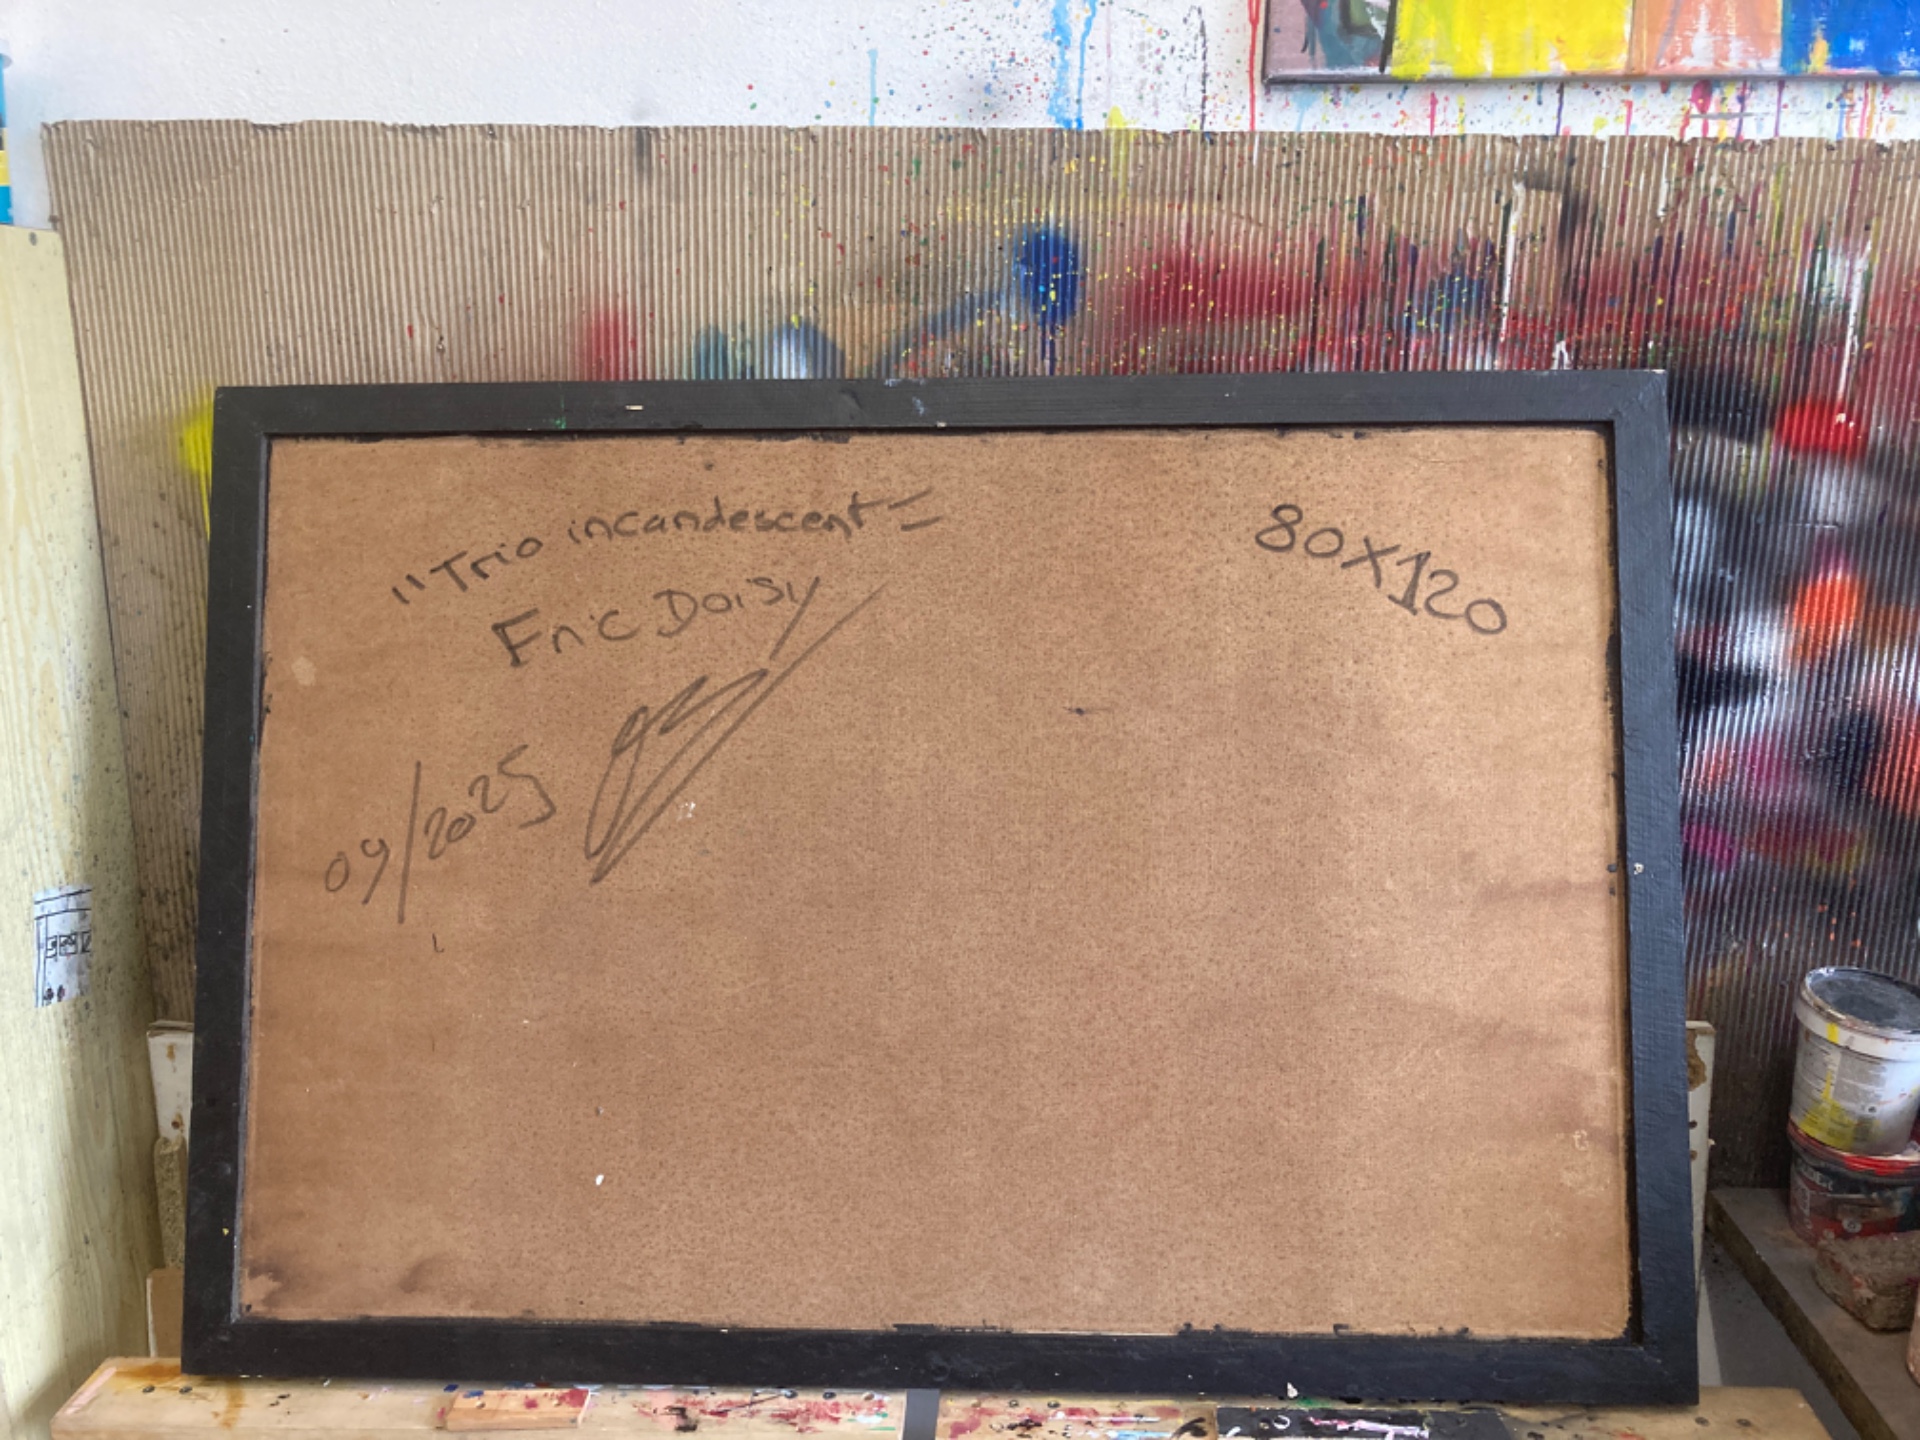 "Trio incandescent"
Eric Doisy
80X120
09/2025